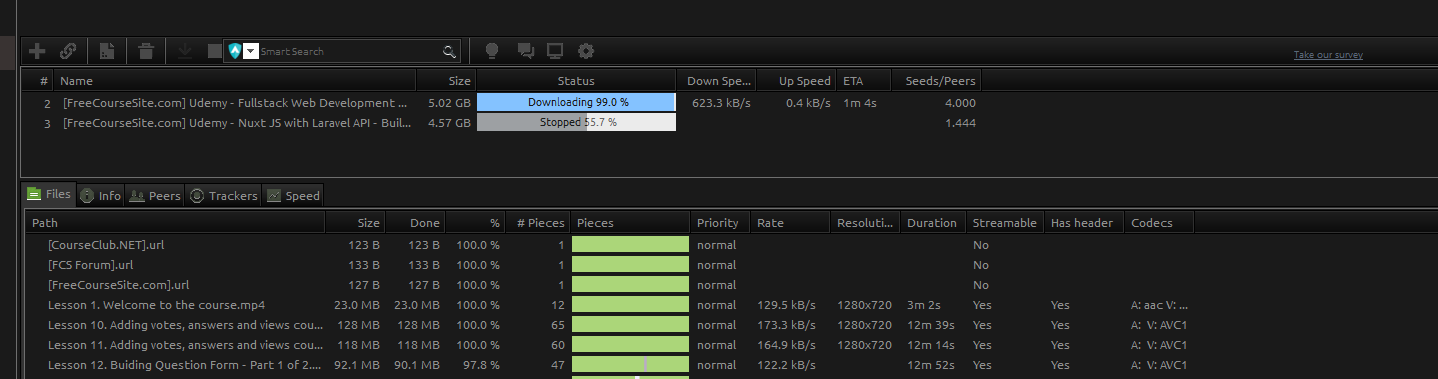 Smart Search
Take our survey
# Name Size Status Down Spe... Up Speed ETA Seeds/Peers
2 [FreeCourseSite.com] Udemy - Fullstack Web Development ... 5.02 GB Downloading 99.0 % 623.3 kB/s 0.4 kB/s 1m 4s 4.000
3 [FreeCourseSite.com] Udemy - Nuxt JS with Laravel API - Buil... 4.57 GB Stopped 55.7 % 1.444
Files Info Peers Trackers Speed
Path Size Done % # Pieces Pieces Priority Rate Resoluti... Duration Streamable Has header Codecs
[CourseClub.NET].url 123 B 123 B 100.0 % 1 normal No
[FCS Forum].url 133 B 133 B 100.0 % 1 normal No
[FreeCourseSite.com].url 127 B 127 B 100.0 % 1 normal No
Lesson 1. Welcome to the course.mp4 23.0 MB 23.0 MB 100.0 % 12 normal 129.5 kB/s 1280x720 3m 2s Yes Yes A: aac V: ...
Lesson 10. Adding votes, answers and views cou... 128 MB 128 MB 100.0 % 65 normal 173.3 kB/s 1280x720 12m 39s Yes Yes A: V: AVC1
Lesson 11. Adding votes, answers and views cou... 118 MB 118 MB 100.0 % 60 normal 164.9 kB/s 1280x720 12m 14s Yes Yes A: V: AVC1
Lesson 12. Buiding Question Form - Part 1 of 2.... 92.1 MB 90.1 MB 97.8 % 47 normal 122.2 kB/s 12m 52s Yes Yes A: V: AVC1